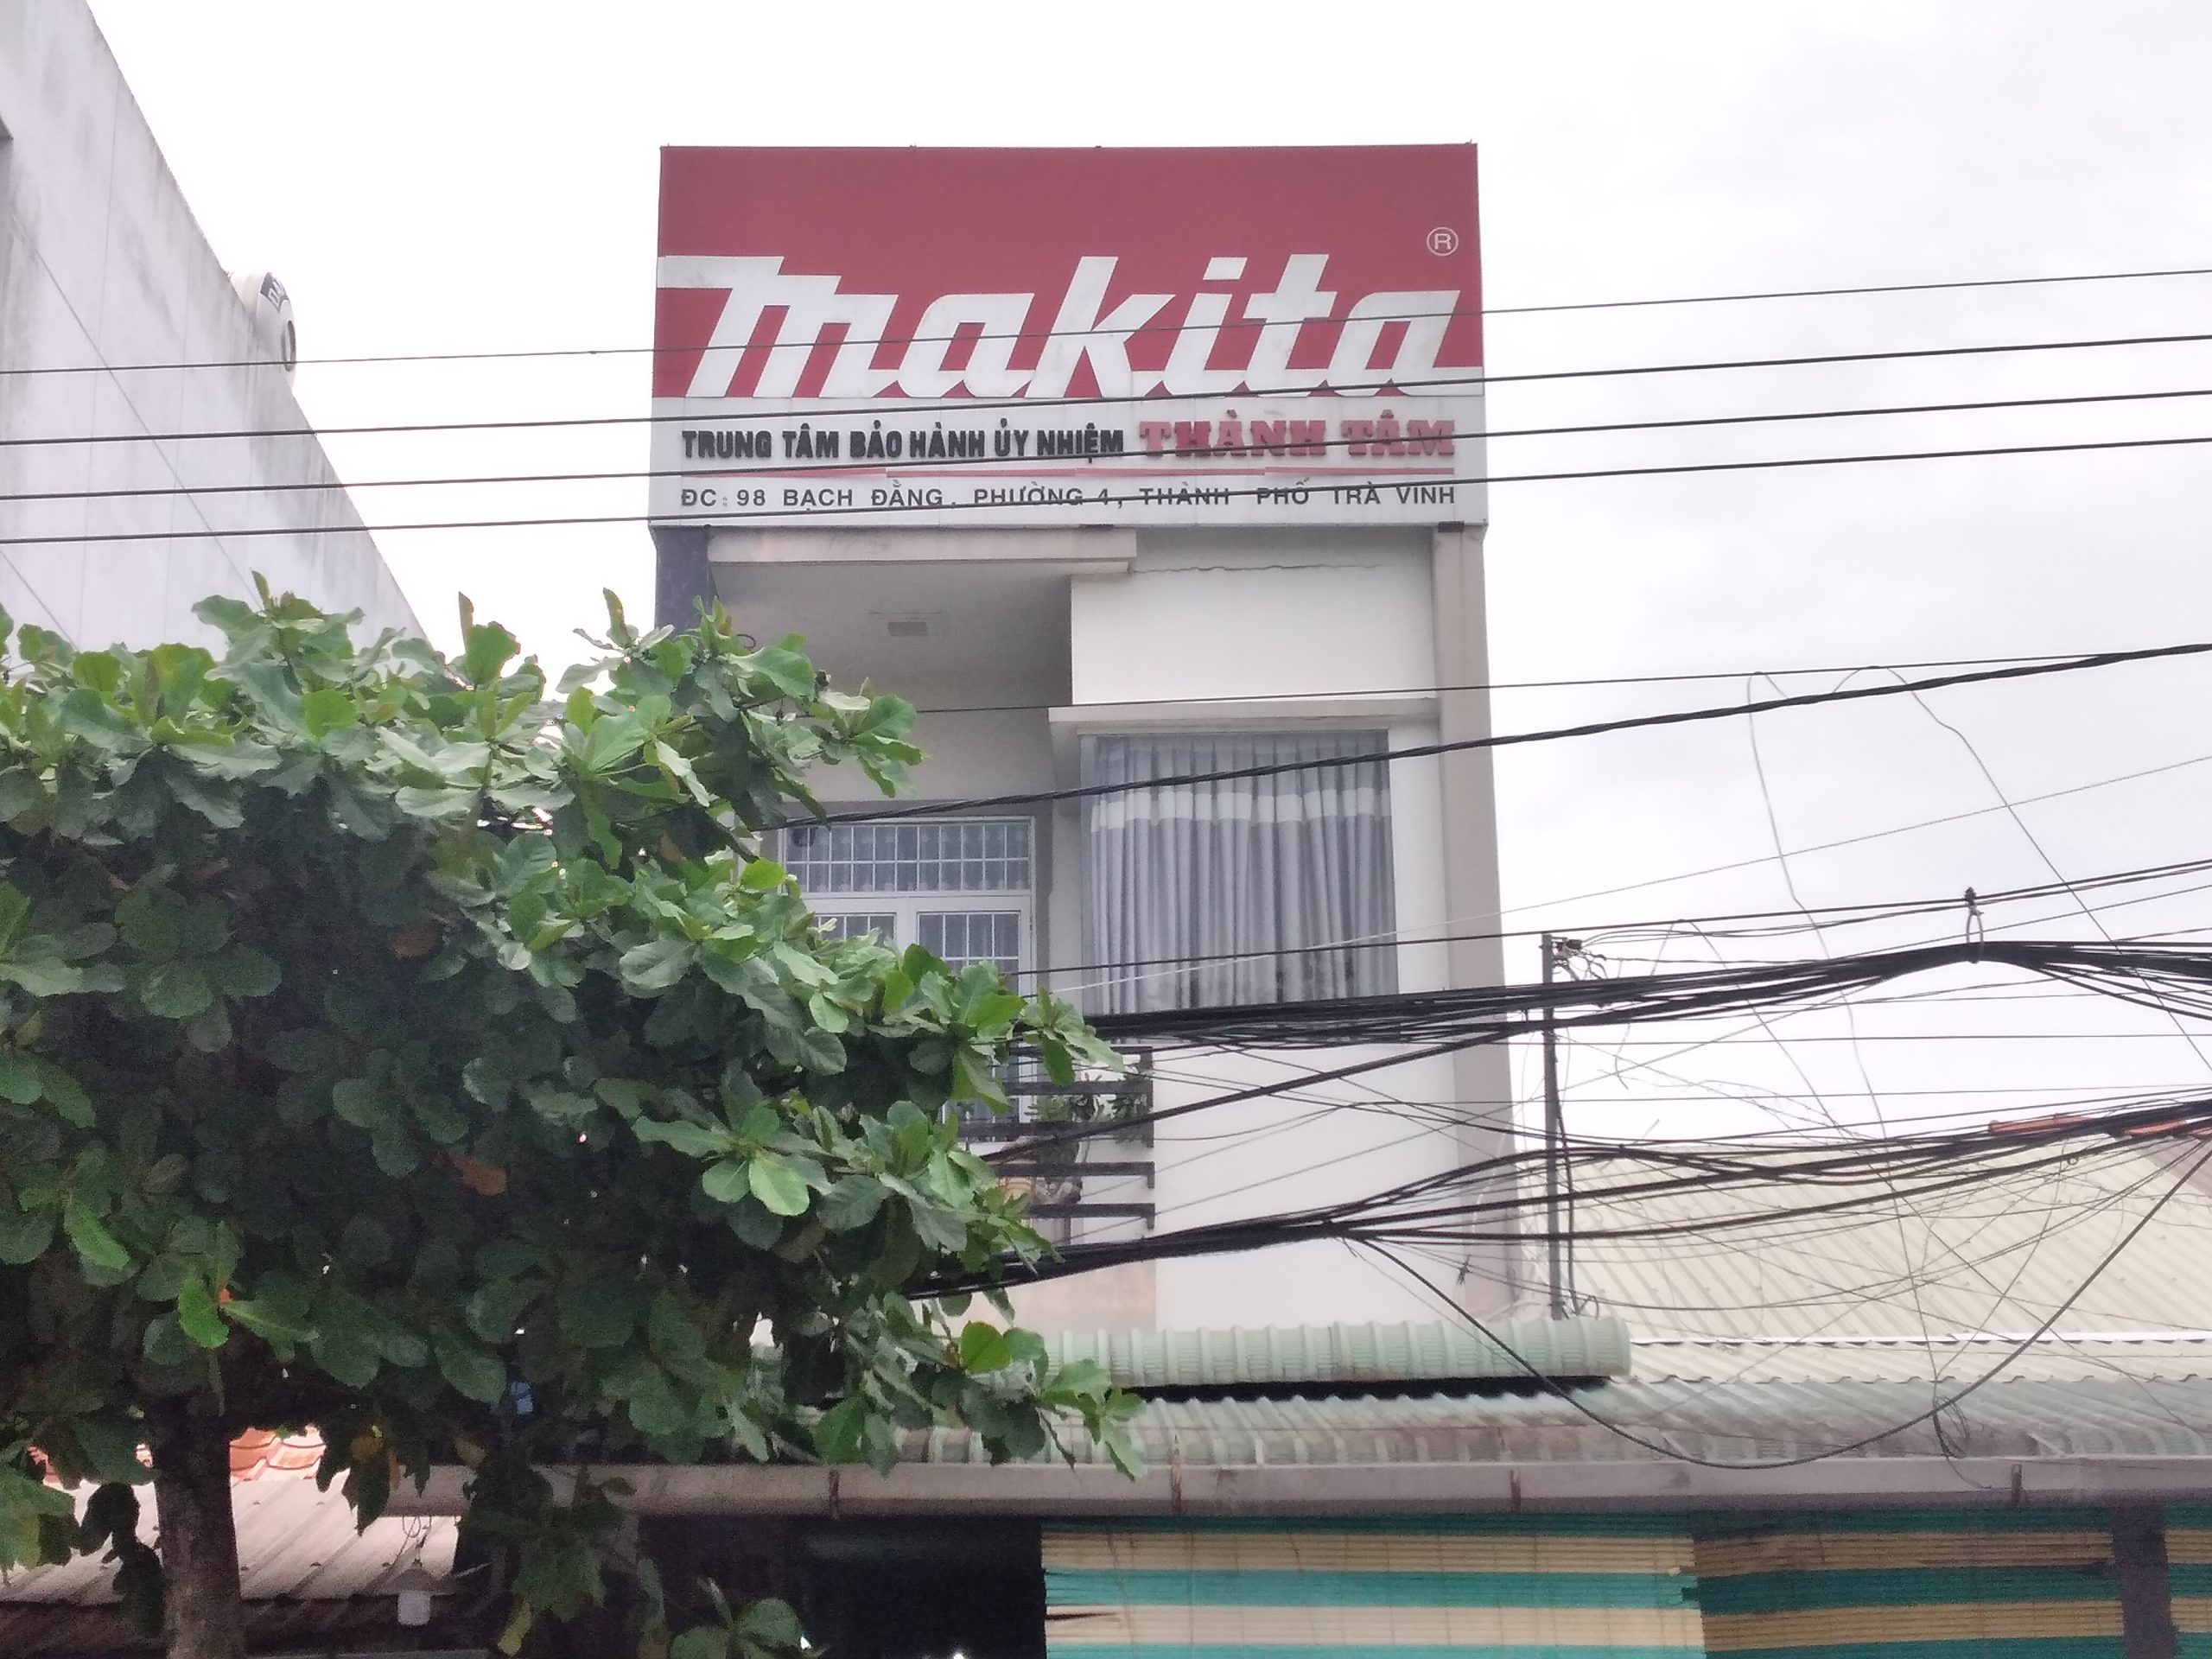 makita ®
TRUNG TÂM BẢO HÀNH ỦY NHIỆM THÀNH TÂM
ĐC: 98 BẠCH ĐẰNG, PHƯỜNG 4, THÀNH PHỐ TRÀ VINH